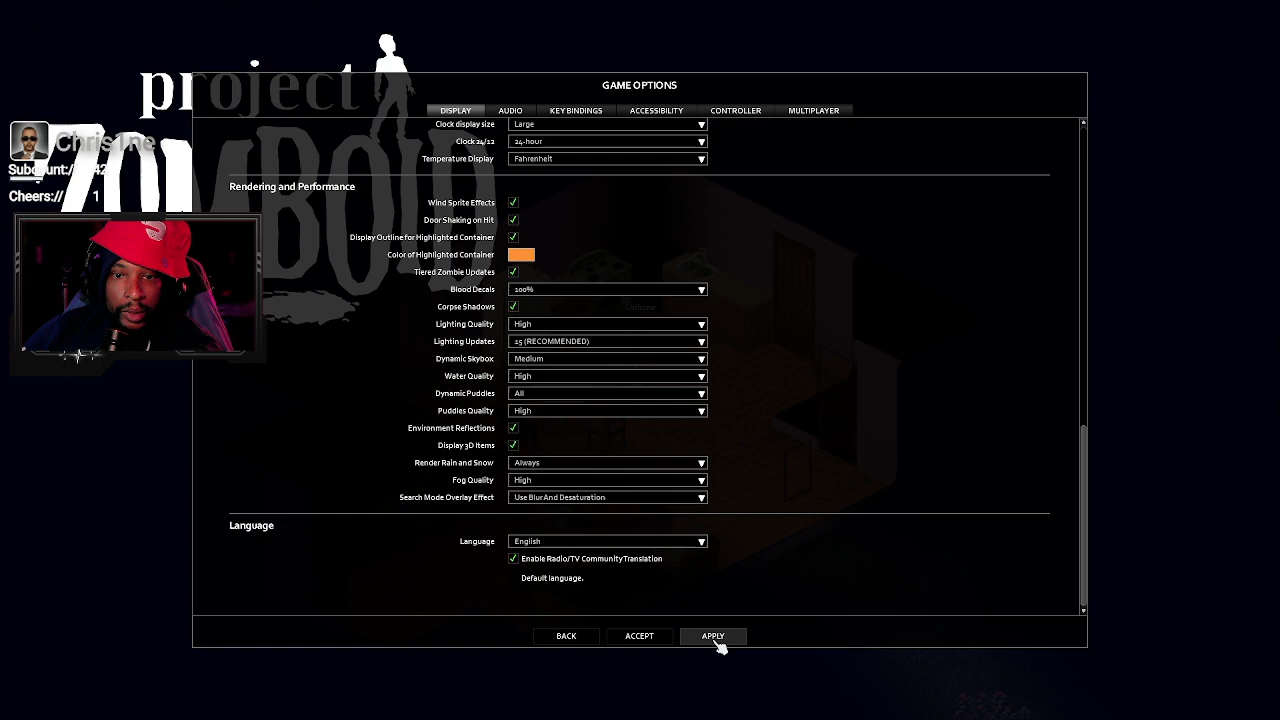 project
ZOMBOID
Chris1ne
Subcount://
Cheers:// 1
GAME OPTIONS
DISPLAY AUDIO KEY BINDINGS ACCESSIBILITY CONTROLLER MULTIPLAYER
Clock display size Large
Clock 24/12 24-hour
Temperature Display Fahrenheit
Rendering and Performance
Wind Sprite Effects
Door Shaking on Hit
Display Outline for Highlighted Container
Color of Highlighted Container
Tiered Zombie Updates
Blood Decals 100%
Corpse Shadows
Lighting Quality High
Lighting Updates 15 (RECOMMENDED)
Dynamic Skybox Medium
Water Quality High
Dynamic Puddles All
Puddles Quality High
Environment Reflections
Display 3D Items
Render Rain and Snow Always
Fog Quality High
Search Mode Overlay Effect Use Blur And Desaturation
Language
Language English
Enable Radio/TV Community Translation
Default language.
BACK ACCEPT APPLY